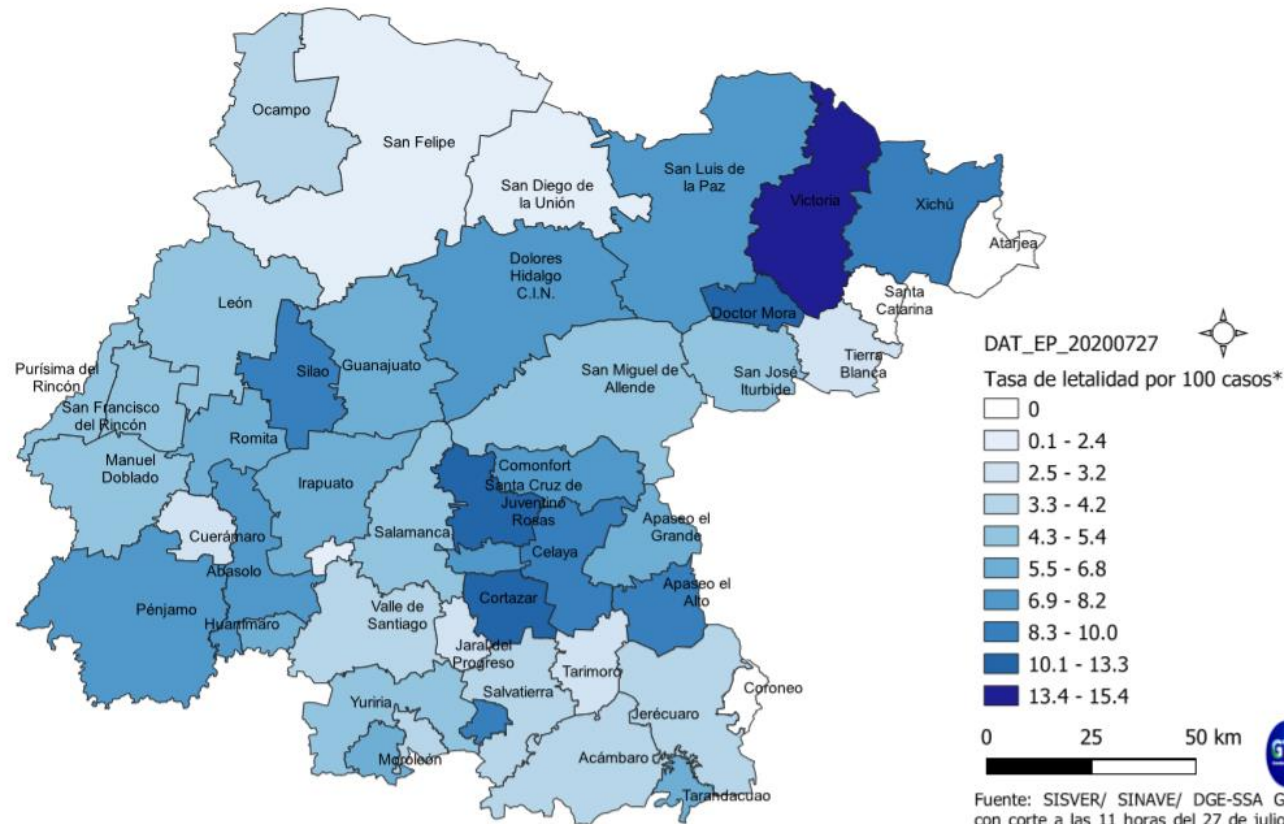 Ocampo
San Felipe
San Diego de
la Unión
San Luis de
la Paz
Victoria
Xichú
Atarjea
Dolores
Hidalgo
C.I.N.
León
Santa
Catarina
Doctor Mora
Silao
Guanajuato
Purísima del
Rincón
San Miguel de
Allende
San José
Iturbide
Tierra
Blanca
San Francisco
del Rincón
Romita
Manuel
Doblado
Irapuato
Comonfort
Santa Cruz de
Juventino
Rosas
Apaseo el
Grande
Salamanca
Cuerámaro
Celaya
Abasolo
Pénjamo
Cortazar
Apaseo el
Alto
Valle de
Santiago
Huanímaro
Jaral del
Progreso
Tarimoro
Coroneo
Salvatierra
Yuriria
Jerécuaro
Moroleón
Acámbaro
Tarandacuao
DAT_EP_20200727
Tasa de letalidad por 100 casos*
0
0.1 - 2.4
2.5 - 3.2
3.3 - 4.2
4.3 - 5.4
5.5 - 6.8
6.9 - 8.2
8.3 - 10.0
10.1 - 13.3
13.4 - 15.4
0 25 50 km
Fuente: SISVER/ SINAVE/ DGE-SSA G
con corte a las 11 horas del 27 de julio